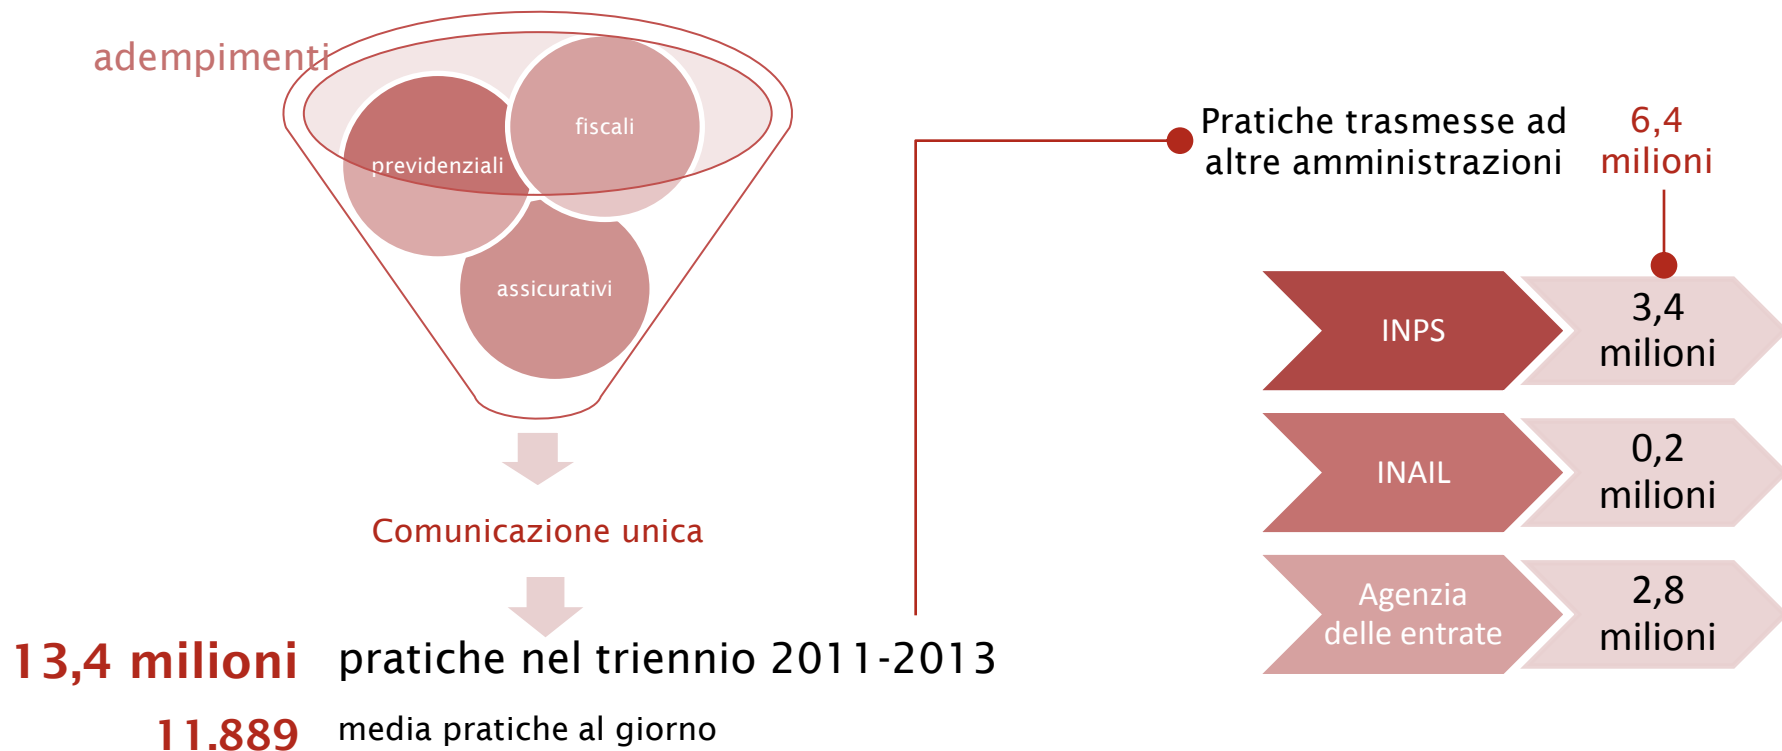 adempimenti
fiscali
previdenziali
assicurativi
Comunicazione unica
13,4 milioni pratiche nel triennio 2011-2013
11.889 media pratiche al giorno
Pratiche trasmesse ad
altre amministrazioni
6,4
milioni
INPS
3,4
milioni
INAIL
0,2
milioni
Agenzia
delle entrate
2,8
milioni